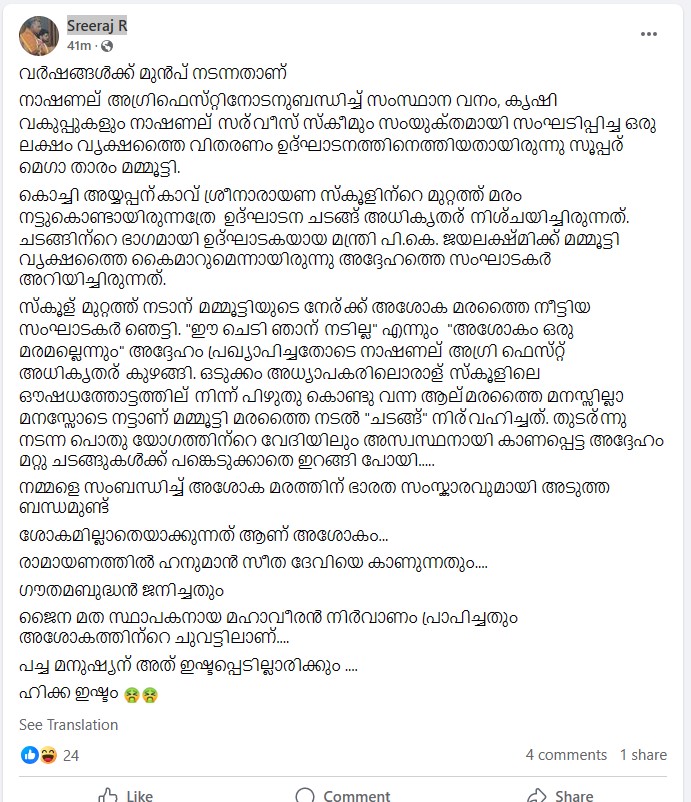 Sreeraj R
41m
വർഷങ്ങൾക്ക് മുൻപ് നടന്നതാണ്
നാഷണല് അഗ്രിഫെസ്റ്റിനോടനുബന്ധിച്ച് സംസ്ഥാന വനം, കൃഷി
വകുപ്പുകളും നാഷണല് സര്വീസ് സ്കീമും സംയുക്തമായി സംഘടിപ്പിച്ച ഒരു
ലക്ഷം വൃക്ഷത്തൈ വിതരണം ഉദ്ഘാടനത്തിനെത്തിയതായിരുന്നു സൂപ്പര്
മെഗാ താരം മമ്മൂട്ടി.
കൊച്ചി അയ്യപ്പന്കാവ് ശ്രീനാരായണ സ്കൂളിന്റെ മുറ്റത്ത് മരം
നട്ടുകൊണ്ടായിരുന്നത്രേ ഉദ്ഘാടന ചടങ്ങ് അധികൃതര് നിശ്ചയിച്ചിരുന്നത്.
ചടങ്ങിന്റെ ഭാഗമായി ഉദ്ഘാടകയായ മന്ത്രി പി.കെ. ജയലക്ഷ്മിക്ക് മമ്മൂട്ടി
വൃക്ഷത്തൈ കൈമാറുമെന്നായിരുന്നു അദ്ദേഹത്തെ സംഘാടകർ
അറിയിച്ചിരുന്നത്.
സ്കൂള് മുറ്റത്ത് നടാന് മമ്മൂട്ടിയുടെ നേര്ക്ക് അശോക മരത്തൈ നീട്ടിയ
സംഘാടകർ ഞെട്ടി. "ഈ ചെടി ഞാന് നടില്ല" എന്നും "അശോകം ഒരു
മരമല്ലെന്നും" അദ്ദേഹം പ്രഖ്യാപിച്ചതോടെ നാഷണല് അഗ്രി ഫെസ്റ്റ്
അധികൃതര് കുഴങ്ങി. ഒടുക്കം അധ്യാപകരിലൊരാള് സ്കൂളിലെ
ഔഷധത്തോട്ടത്തില് നിന്ന് പിഴുതു കൊണ്ടു വന്ന ആല്മരത്തൈ മനസ്സില്ലാ
മനസ്സോടെ നട്ടാണ് മമ്മൂട്ടി മരത്തൈ നടൽ "ചടങ്ങ്" നിര്വഹിച്ചത്. തുടര്ന്നു
നടന്ന പൊതു യോഗത്തിന്റെ വേദിയിലും അസ്വസ്ഥനായി കാണപ്പെട്ട അദ്ദേഹം
മറ്റു ചടങ്ങുകൾക്ക് പങ്കെടുക്കാതെ ഇറങ്ങി പോയി.....
നമ്മളെ സംബന്ധിച്ച് അശോക മരത്തിന് ഭാരത സംസ്കാരവുമായി അടുത്ത
ബന്ധമുണ്ട്
ശോകമില്ലാതെയാക്കുന്നത് ആണ് അശോകം...
രാമായണത്തിൽ ഹനുമാൻ സീത ദേവിയെ കാണുന്നതും....
ഗൗതമബുദ്ധൻ ജനിച്ചതും
ജൈന മത സ്ഥാപകനായ മഹാവീരൻ നിർവാണം പ്രാപിച്ചതും
അശോകത്തിന്റെ ചുവട്ടിലാണ്....
പച്ച മനുഷ്യന് അത് ഇഷ്ടപ്പെടില്ലാരിക്കും ....
ഹിക്ക ഇഷ്ടം 🤮🤮
See Translation
24
4 comments 1 share
Like Comment Share